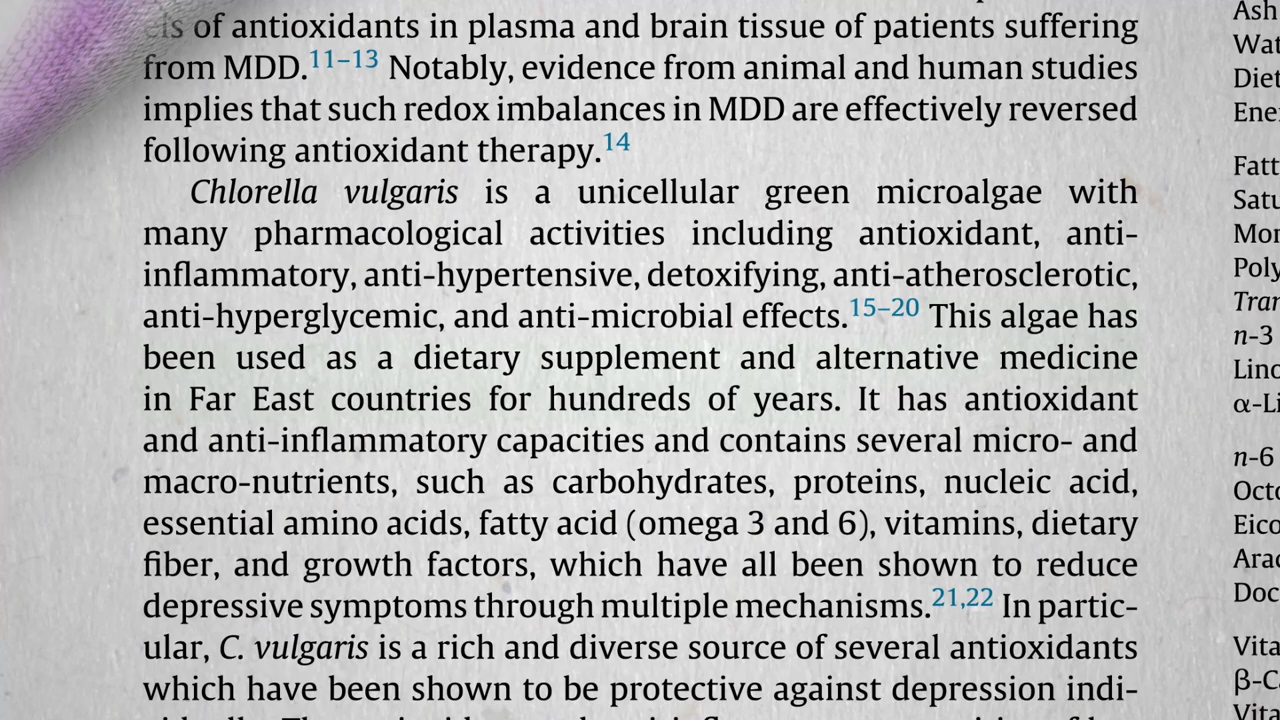 of antioxidants in plasma and brain tissue of patients suffering
from MDD.11–13 Notably, evidence from animal and human studies
implies that such redox imbalances in MDD are effectively reversed
following antioxidant therapy.14
Chlorella vulgaris is a unicellular green microalgae with
many pharmacological activities including antioxidant, anti-
inflammatory, anti-hypertensive, detoxifying, anti-atherosclerotic,
anti-hyperglycemic, and anti-microbial effects.15–20 This algae has
been used as a dietary supplement and alternative medicine
in Far East countries for hundreds of years. It has antioxidant
and anti-inflammatory capacities and contains several micro- and
macro-nutrients, such as carbohydrates, proteins, nucleic acid,
essential amino acids, fatty acid (omega 3 and 6), vitamins, dietary
fiber, and growth factors, which have all been shown to reduce
depressive symptoms through multiple mechanisms.21,22 In partic-
ular, C. vulgaris is a rich and diverse source of several antioxidants
which have been shown to be protective against depression indi-
Ash
Wat
Diet
Ener
Fatt
Satu
Mon
Poly
Tran
n-3
Lino
α-Li
n-6
Octo
Eico
Arac
Doc
Vita
β-Ca